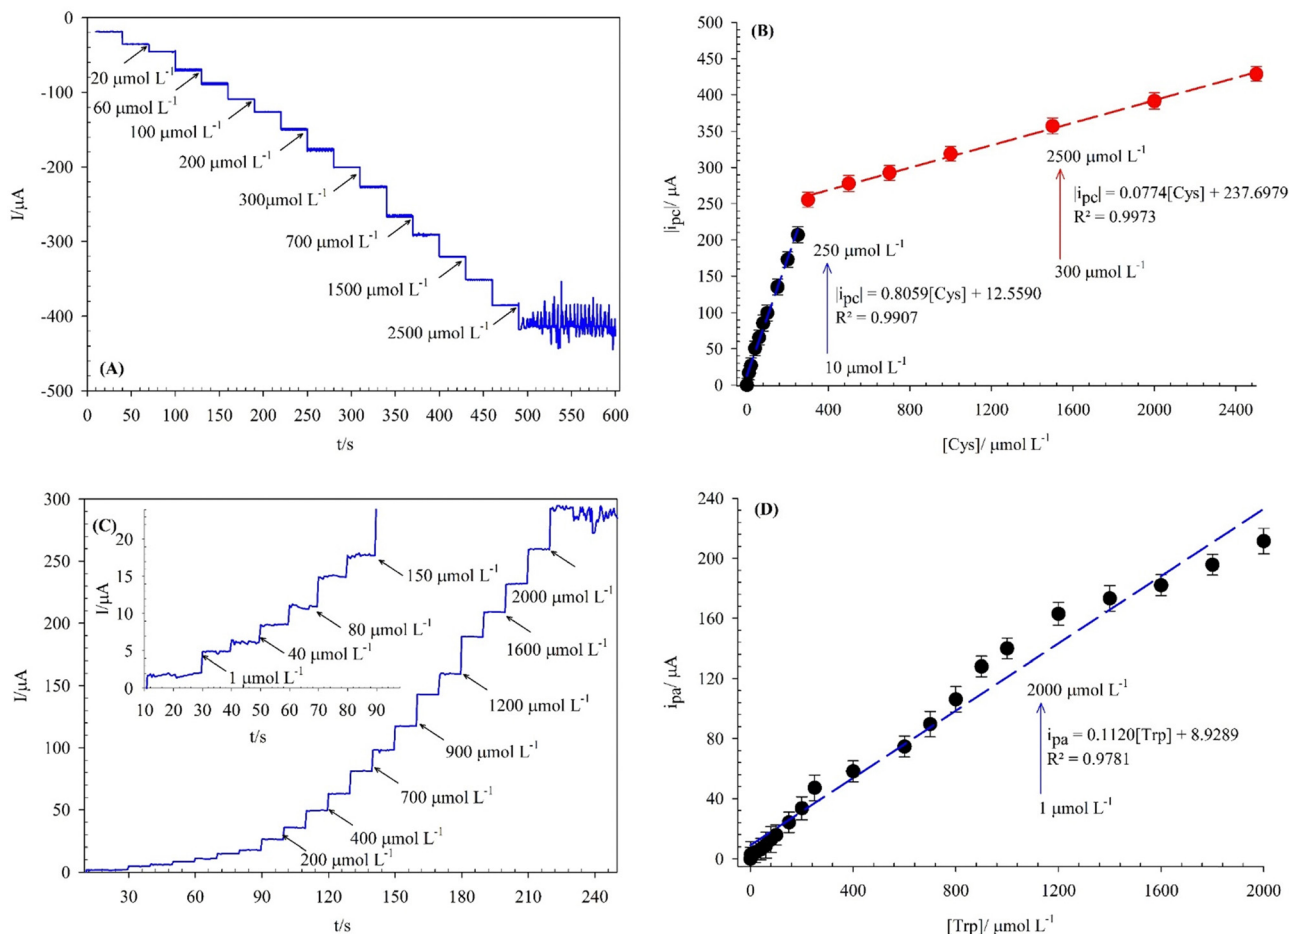 0
-100
-200
-300
-400
-500
I/μA
20 μmol L⁻¹
60 μmol L⁻¹
100 μmol L⁻¹
200 μmol L⁻¹
300μmol L⁻¹
700 μmol L⁻¹
1500 μmol L⁻¹
2500 μmol L⁻¹
(A)
0 50 100 150 200 250 300 350 400 450 500 550 600
t/s
500
450
400
350
300
250
200
150
100
50
0
|ipc|/ μA
(B)
2500 μmol L⁻¹
|ipc| = 0.0774[Cys] + 237.6979
R² = 0.9973
300 μmol L⁻¹
250 μmol L⁻¹
|ipc| = 0.8059[Cys] + 12.5590
R² = 0.9907
10 μmol L⁻¹
0 400 800 1200 1600 2000 2400
[Cys]/ μmol L⁻¹
300
250
200
150
100
50
0
I/μA
(C)
20
15
10
5
0
I/μA
150 μmol L⁻¹
80 μmol L⁻¹
40 μmol L⁻¹
1 μmol L⁻¹
10 20 30 40 50 60 70 80 90
t/s
2000 μmol L⁻¹
1600 μmol L⁻¹
1200 μmol L⁻¹
900 μmol L⁻¹
700 μmol L⁻¹
400 μmol L⁻¹
200 μmol L⁻¹
30 60 90 120 150 180 210 240
t/s
240
200
160
120
80
40
0
ipa/ μA
(D)
2000 μmol L⁻¹
ipa = 0.1120[Trp] + 8.9289
R² = 0.9781
1 μmol L⁻¹
0 400 800 1200 1600 2000
[Trp]/ μmol L⁻¹